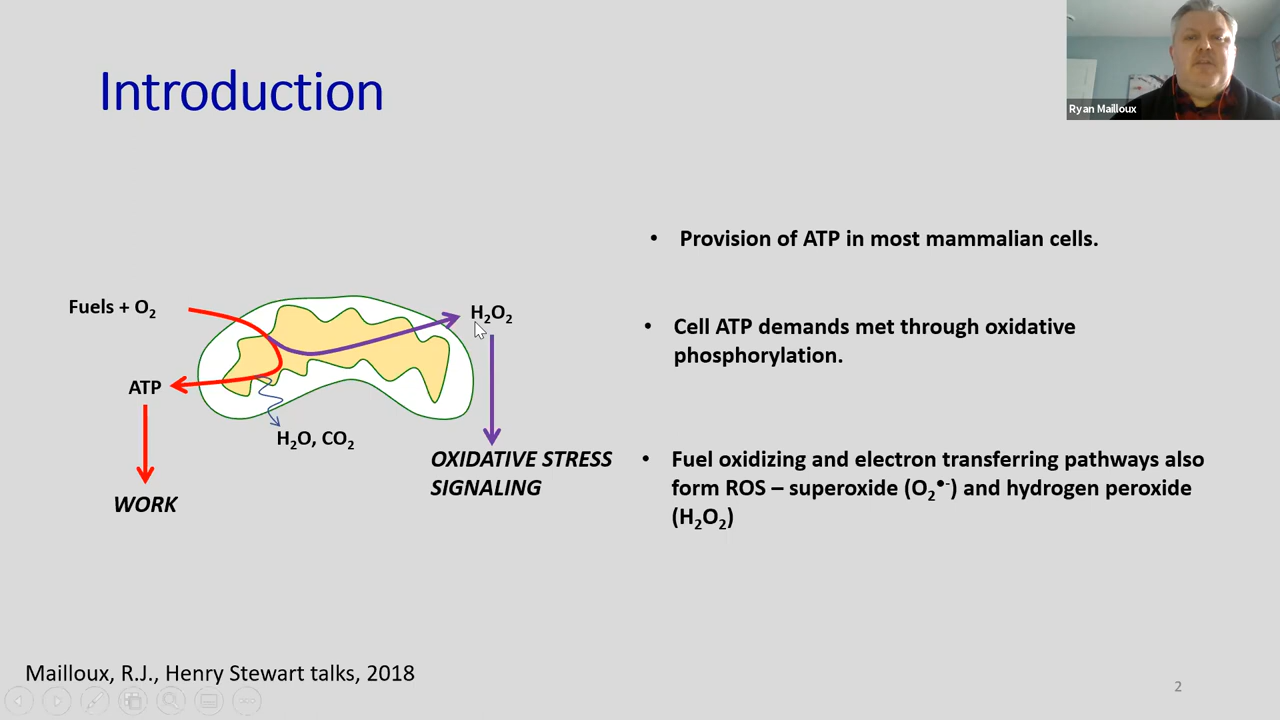 Introduction
Ryan Mailloux
• Provision of ATP in most mammalian cells.
Fuels + O₂
H₂O₂
• Cell ATP demands met through oxidative
phosphorylation.
ATP
H₂O, CO₂
WORK
OXIDATIVE STRESS
SIGNALING
• Fuel oxidizing and electron transferring pathways also
form ROS – superoxide (O₂•-) and hydrogen peroxide
(H₂O₂)
Mailloux, R.J., Henry Stewart talks, 2018
2